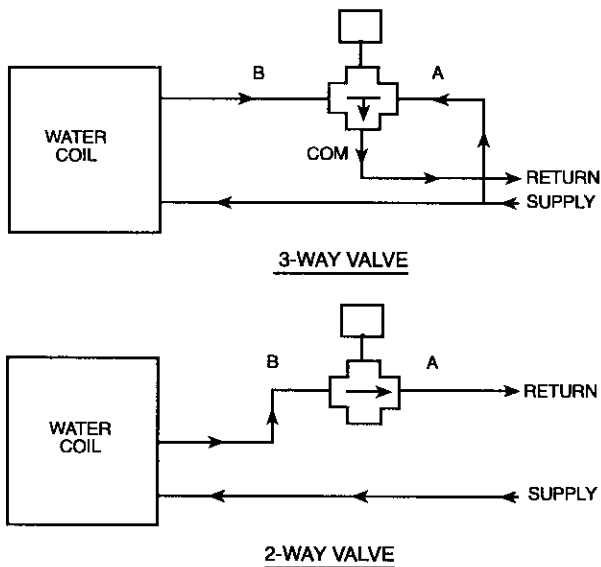 B
A
WATER
COIL
COM
RETURN
SUPPLY
3-WAY VALVE
B
A
WATER
COIL
RETURN
SUPPLY
2-WAY VALVE